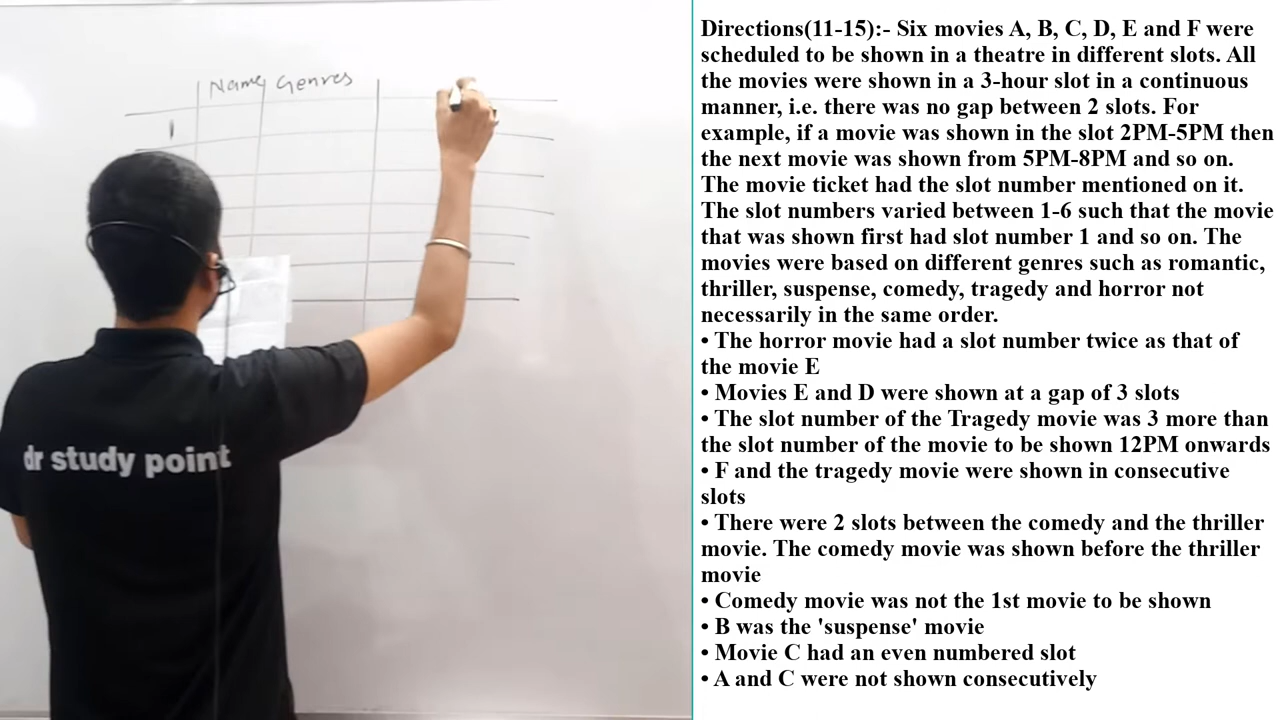 Name Genres
1
dr study point
Directions(11-15):- Six movies A, B, C, D, E and F were
scheduled to be shown in a theatre in different slots. All
the movies were shown in a 3-hour slot in a continuous
manner, i.e. there was no gap between 2 slots. For
example, if a movie was shown in the slot 2PM-5PM then
the next movie was shown from 5PM-8PM and so on.
The movie ticket had the slot number mentioned on it.
The slot numbers varied between 1-6 such that the movie
that was shown first had slot number 1 and so on. The
movies were based on different genres such as romantic,
thriller, suspense, comedy, tragedy and horror not
necessarily in the same order.
• The horror movie had a slot number twice as that of
the movie E
• Movies E and D were shown at a gap of 3 slots
• The slot number of the Tragedy movie was 3 more than
the slot number of the movie to be shown 12PM onwards
• F and the tragedy movie were shown in consecutive
slots
• There were 2 slots between the comedy and the thriller
movie. The comedy movie was shown before the thriller
movie
• Comedy movie was not the 1st movie to be shown
• B was the 'suspense' movie
• Movie C had an even numbered slot
• A and C were not shown consecutively